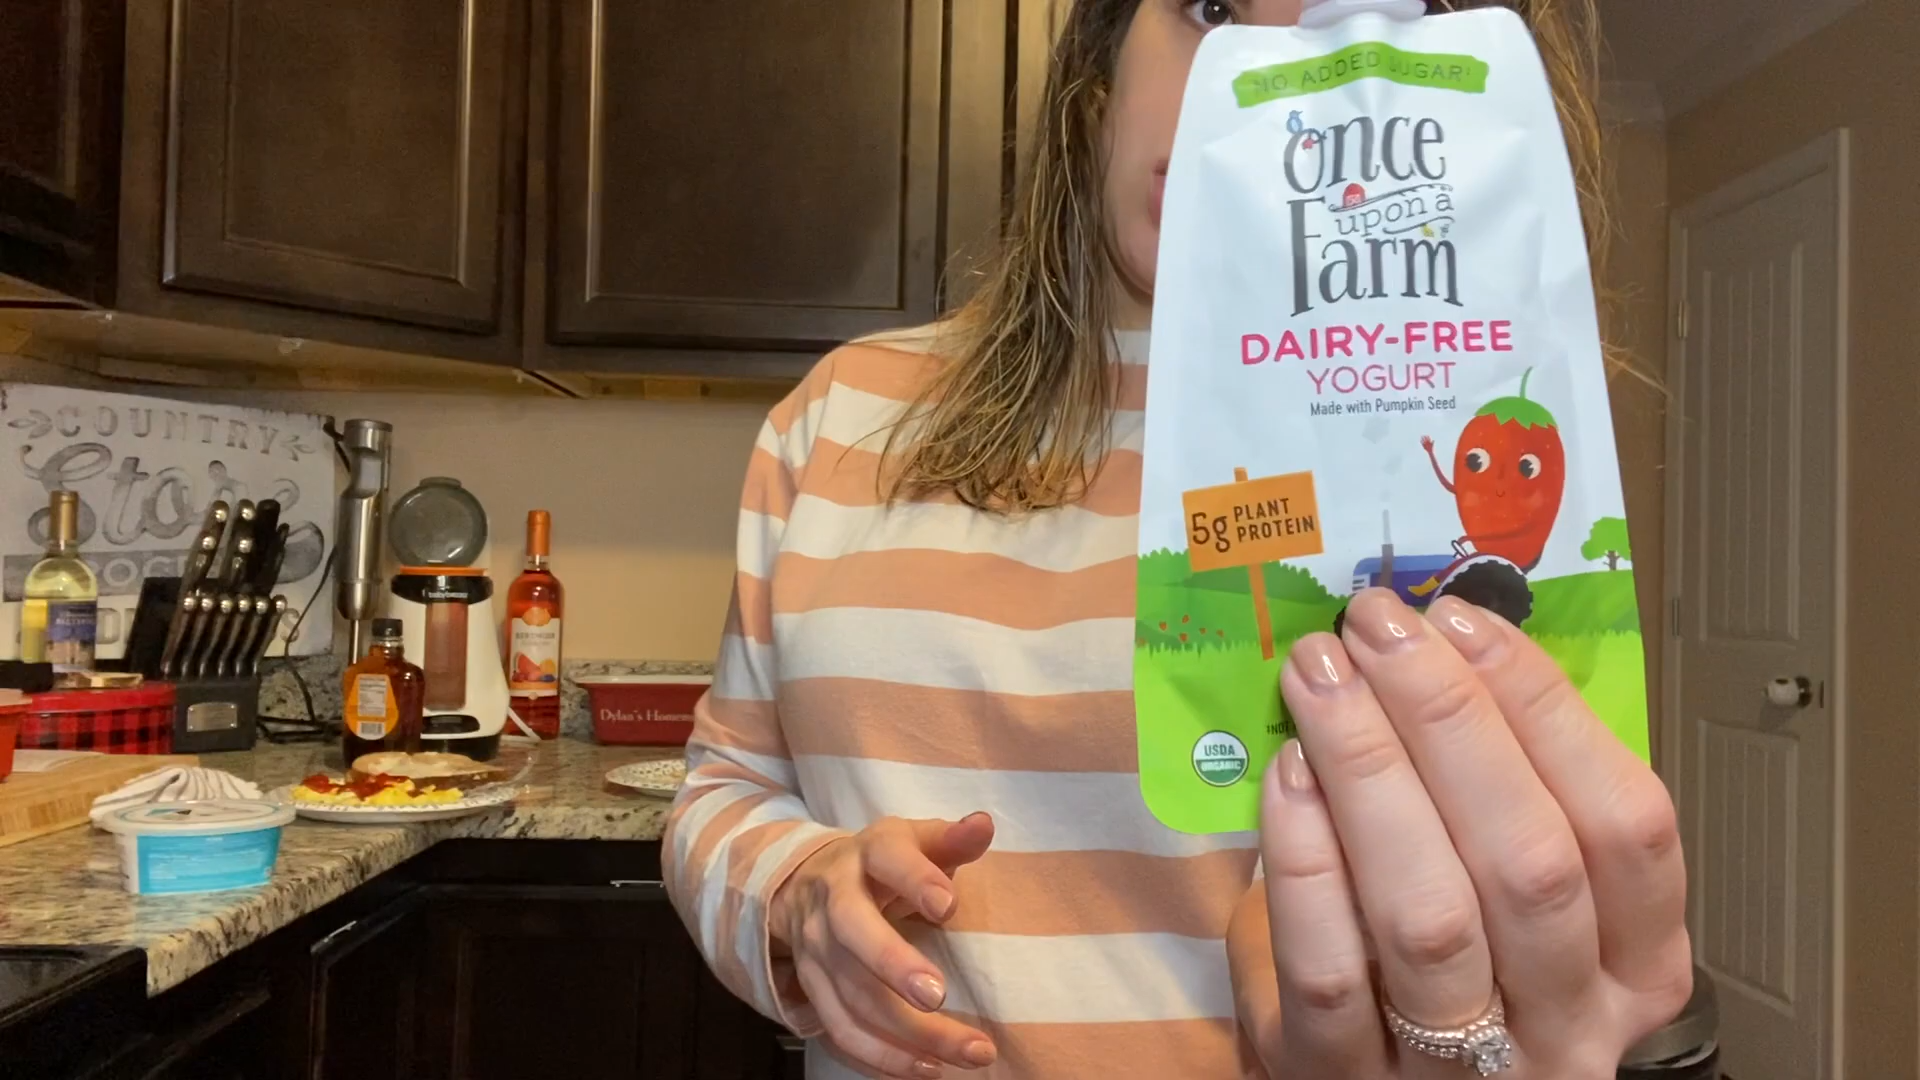 NO ADDED SUGAR
Once
upon a
Farm
DAIRY-FREE
YOGURT
Made with Pumpkin Seed
5g PLANT
PROTEIN
USDA
ORGANIC
COUNTRY
Store
Dylan's